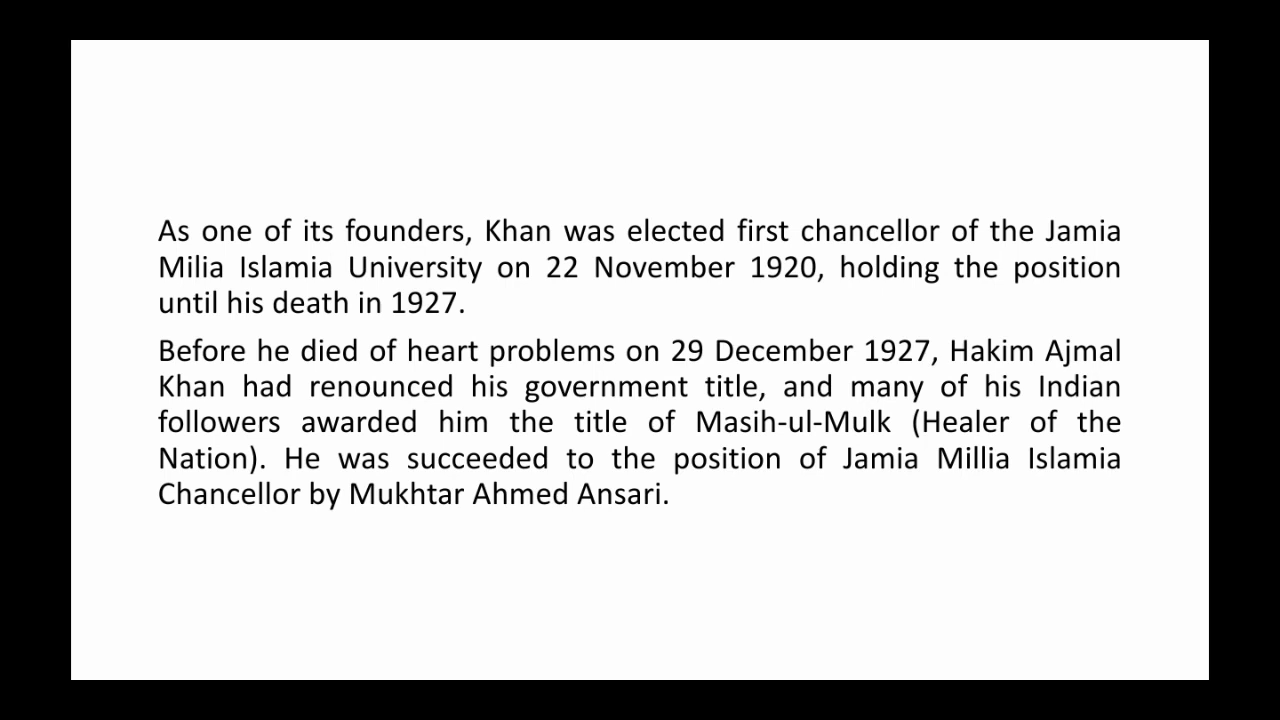 As one of its founders, Khan was elected first chancellor of the Jamia
Milia Islamia University on 22 November 1920, holding the position
until his death in 1927.
Before he died of heart problems on 29 December 1927, Hakim Ajmal
Khan had renounced his government title, and many of his Indian
followers awarded him the title of Masih-ul-Mulk (Healer of the
Nation). He was succeeded to the position of Jamia Millia Islamia
Chancellor by Mukhtar Ahmed Ansari.